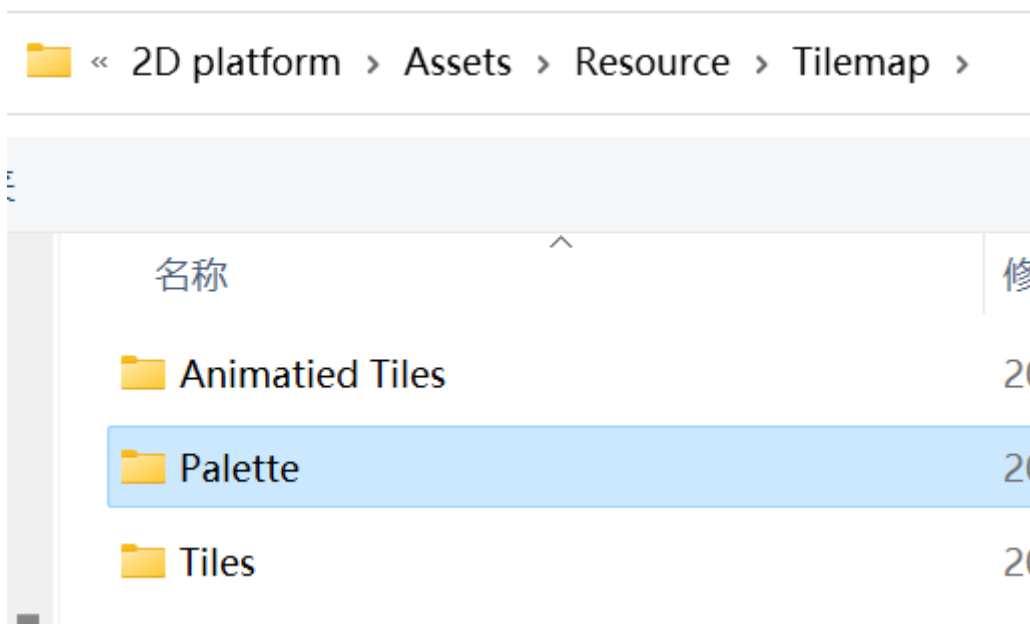 « 2D platform > Assets > Resource > Tilemap >
名称
Animatied Tiles
Palette
Tiles